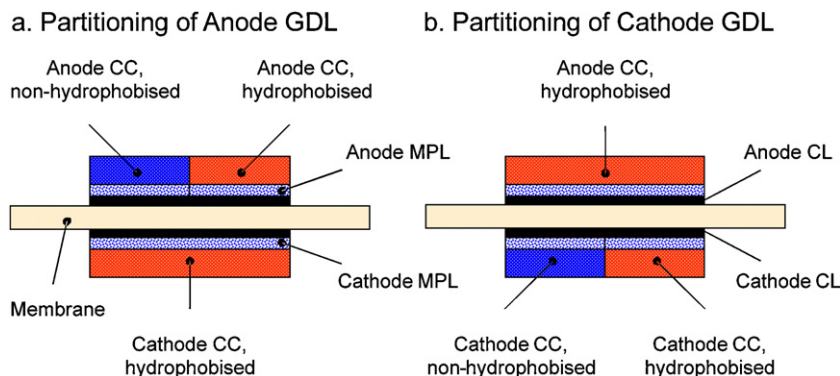 a. Partitioning of Anode GDL
Anode CC,
non-hydrophobised
Anode CC,
hydrophobised
Anode MPL
Cathode MPL
Membrane
Cathode CC,
hydrophobised
b. Partitioning of Cathode GDL
Anode CC,
hydrophobised
Anode CL
Cathode CL
Cathode CC,
non-hydrophobised
Cathode CC,
hydrophobised